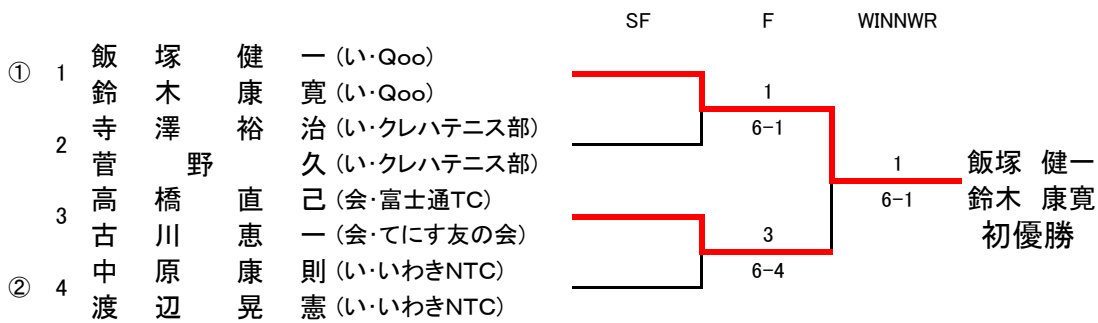 SF F WINNWR
① 1 飯 塚 健 一 (い・Qoo)
鈴 木 康 寛 (い・Qoo)
2 寺 澤 裕 治 (い・クレハテニス部)
菅 野 久 (い・クレハテニス部)
3 高 橋 直 己 (会・富士通TC)
古 川 恵 一 (会・てにす友の会)
② 4 中 原 康 則 (い・いわきNTC)
渡 辺 晃 憲 (い・いわきNTC)
1
6-1
3
6-4
1
6-1
飯塚 健一
鈴木 康寛
初優勝